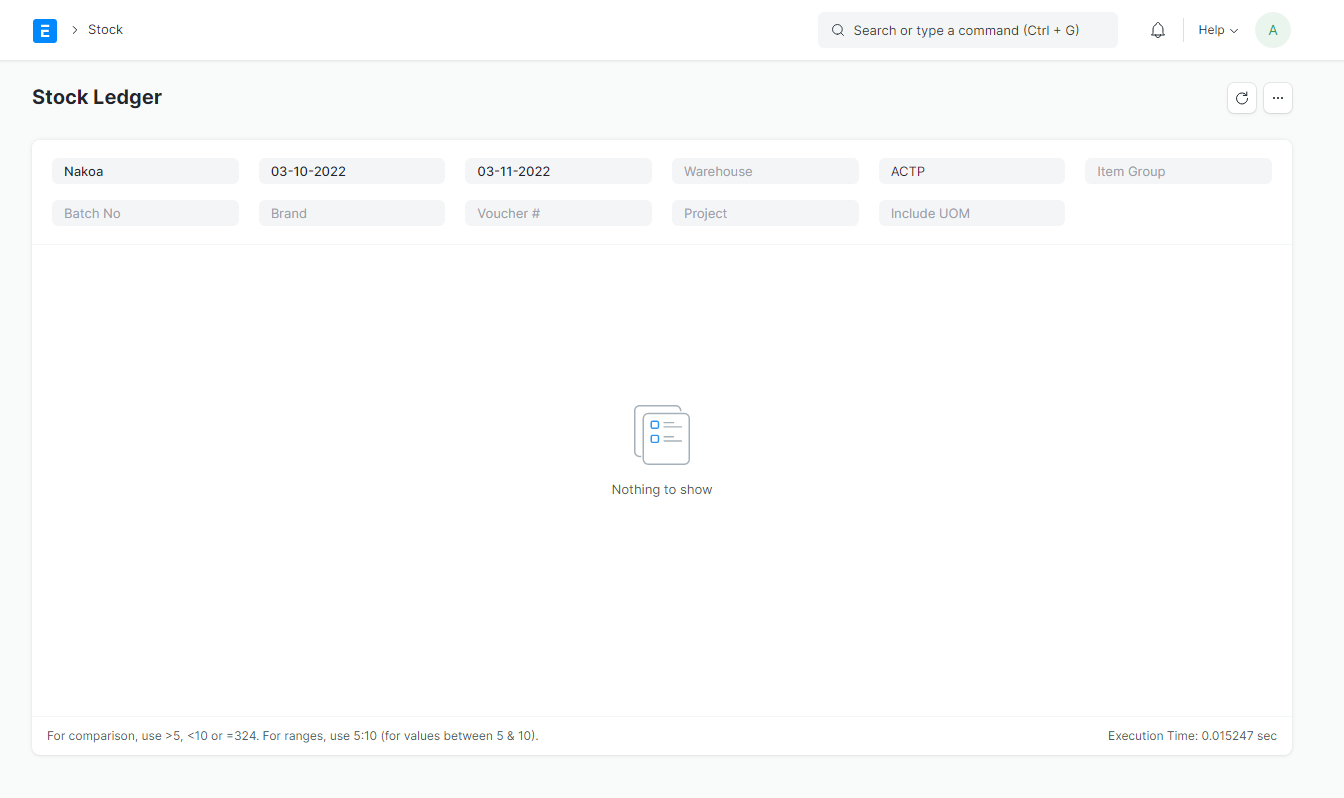 E
Stock
Search or type a command (Ctrl + G)
Help
A
Stock Ledger
Nakoa
03-10-2022
03-11-2022
Warehouse
ACTP
Item Group
Batch No
Brand
Voucher #
Project
Include UOM
Nothing to show
For comparison, use >5, <10 or =324. For ranges, use 5:10 (for values between 5 & 10).
Execution Time: 0.015247 sec